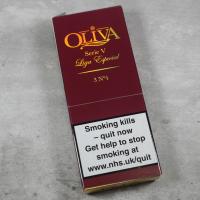 OLIVA
Serie V
Liga Especial
3 Nº4
Smoking kills
– quit now
Get help to stop
smoking at
www.nhs.uk/quit